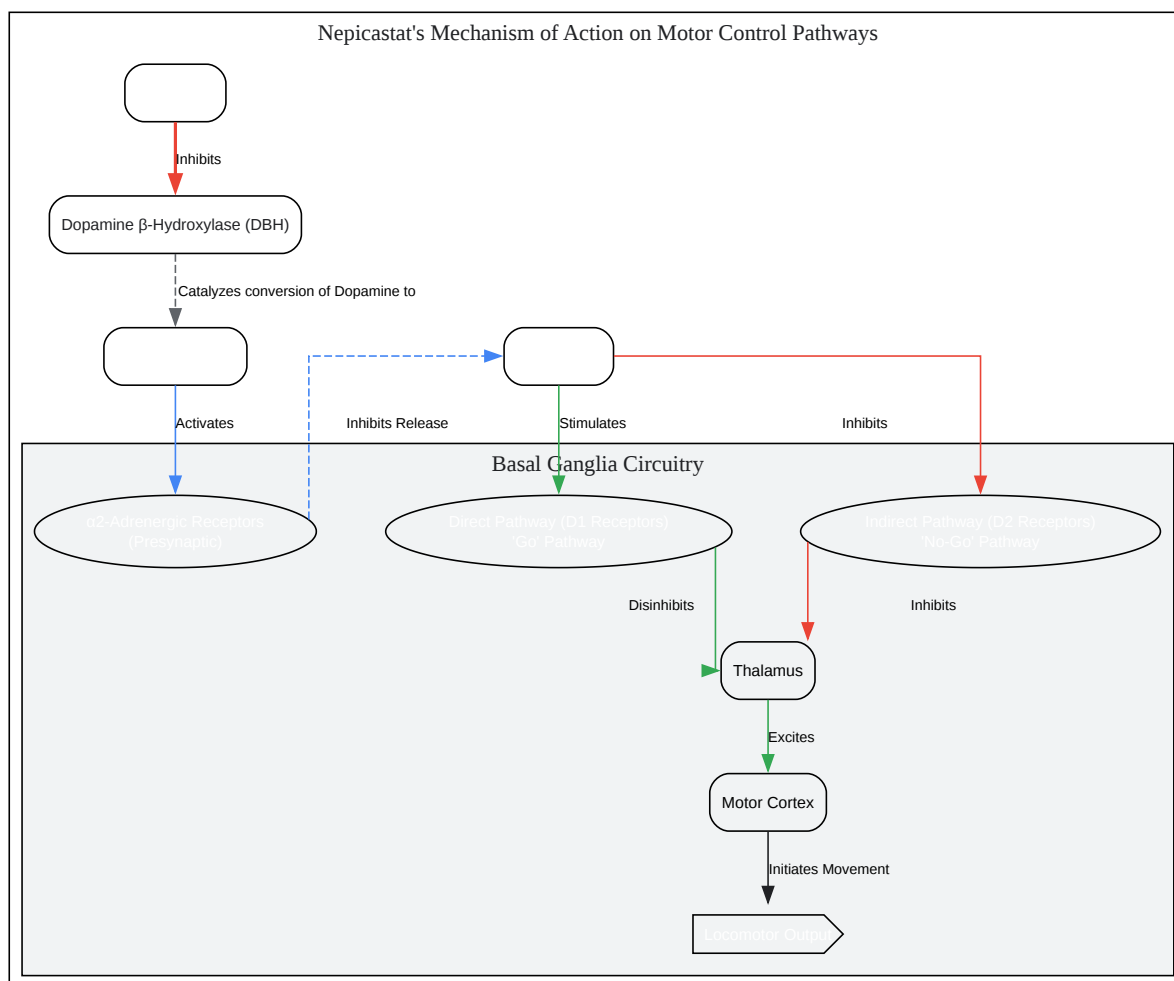 Nepicastat's Mechanism of Action on Motor Control Pathways
Inhibits
Dopamine β-Hydroxylase (DBH)
Catalyzes conversion of Dopamine to
Activates
Inhibits Release
Stimulates
Inhibits
Basal Ganglia Circuitry
α2-Adrenergic Receptors
(Presynaptic)
Direct Pathway (D1 Receptors)
'Go' Pathway
Indirect Pathway (D2 Receptors)
'No-Go' Pathway
Disinhibits
Inhibits
Thalamus
Excites
Motor Cortex
Initiates Movement
Locomotor Output